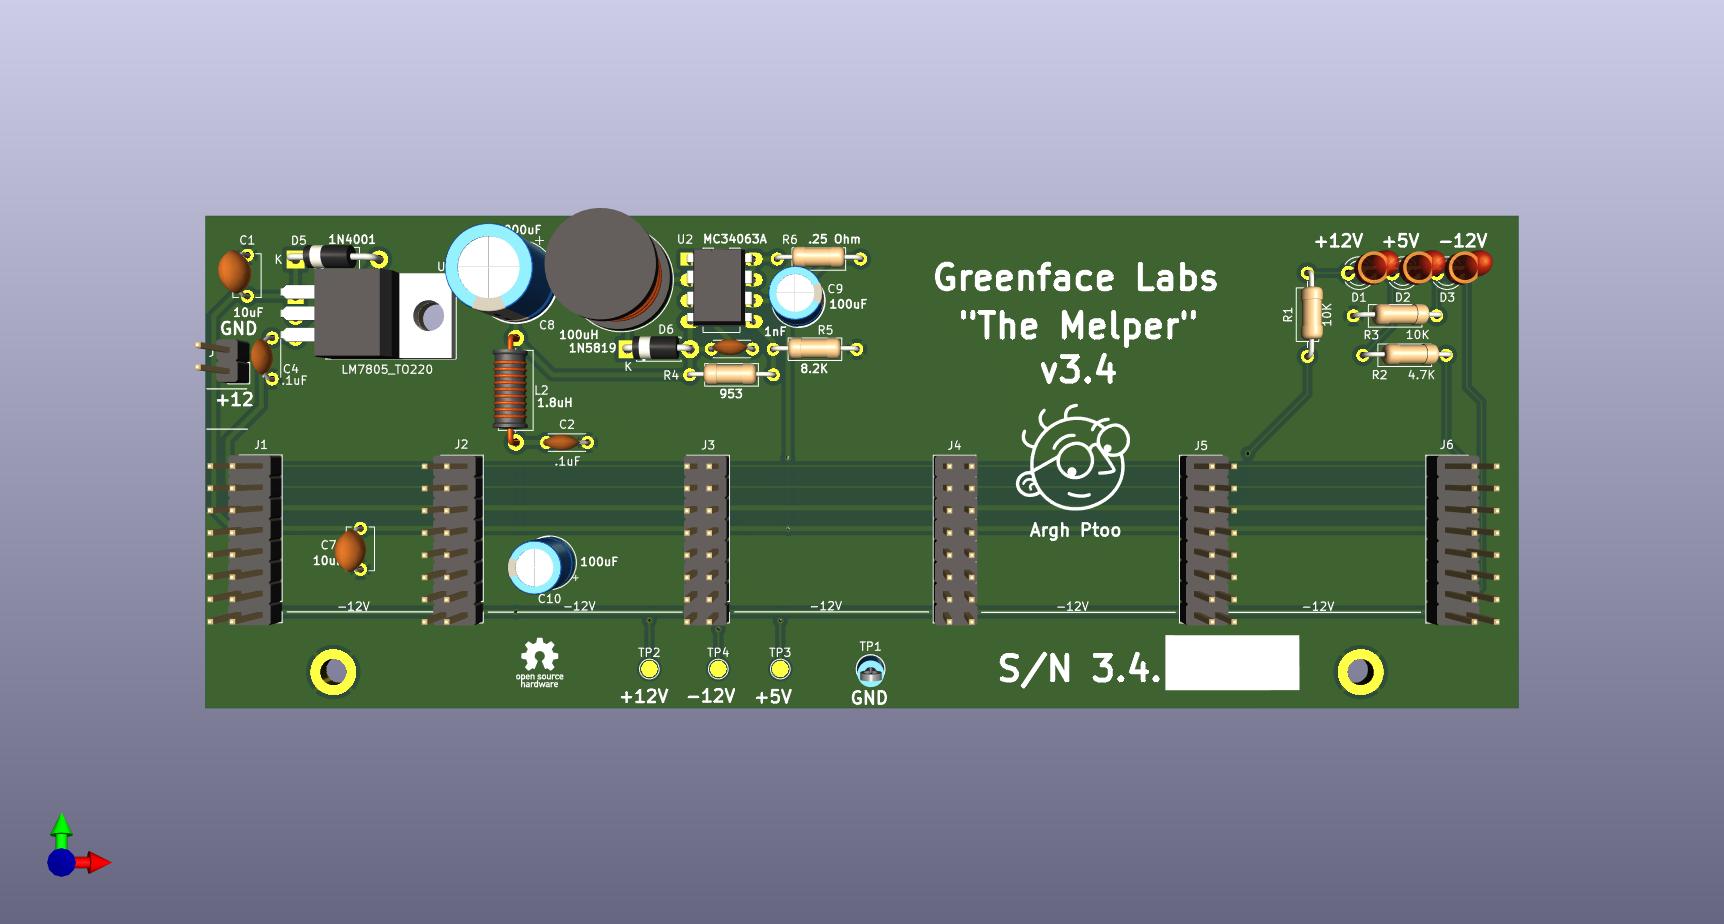 C1
D5
1N4001
K
10uF
GND
J
C4
.1uF
+12
U
LM7805_TO220
00uF
+
C8
100uH
1N5819
D6
K
U2
MC34063A
R6
.25 Ohm
C9
100uF
1nF
R5
8.2K
R4
953
L2
1.8uH
C2
.1uF
Greenface Labs
"The Melper"
v3.4
Argh Ptoo
+12V
+5V
-12V
D1
D2
D3
R1
10K
R3
10K
R2
4.7K
J1
J2
J3
J4
J5
J6
C7
10u
100uF
+
C10
-12V
-12V
-12V
-12V
-12V
open source
hardware
TP2
TP4
TP3
TP1
+12V
-12V
+5V
GND
S/N 3.4.